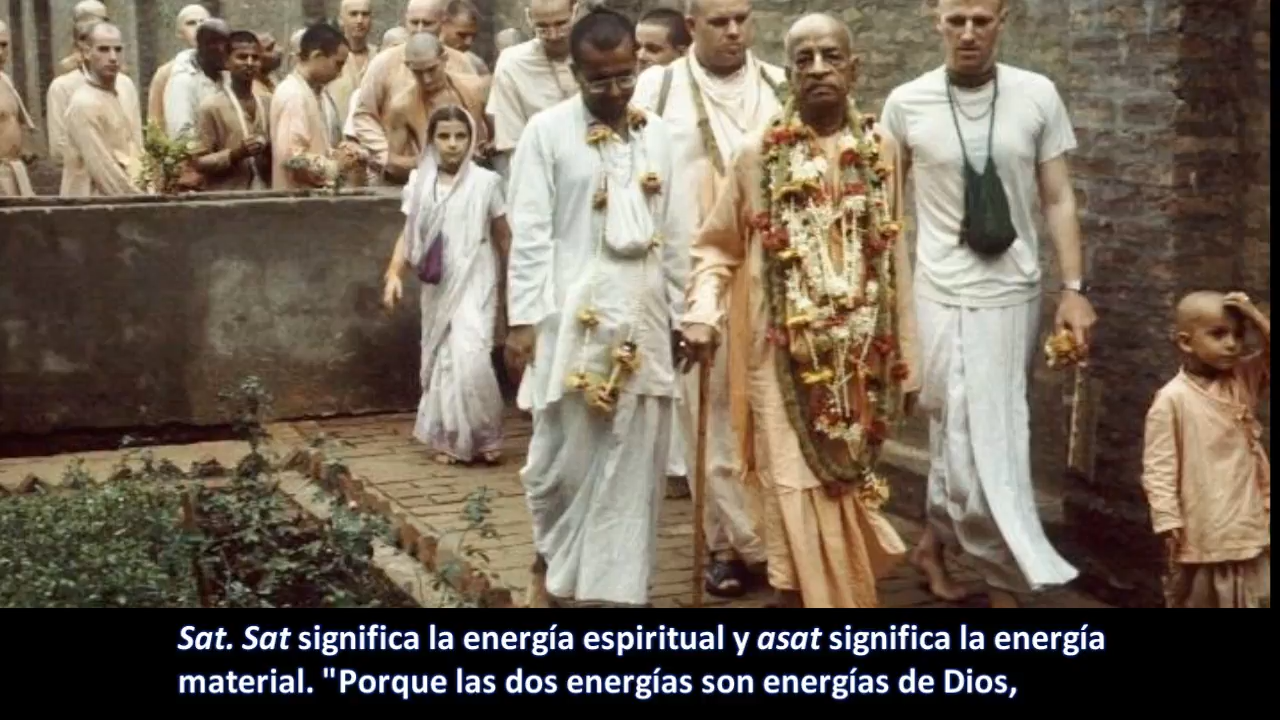 Sat. Sat significa la energía espiritual y asat significa la energía
material. "Porque las dos energías son energías de Dios,